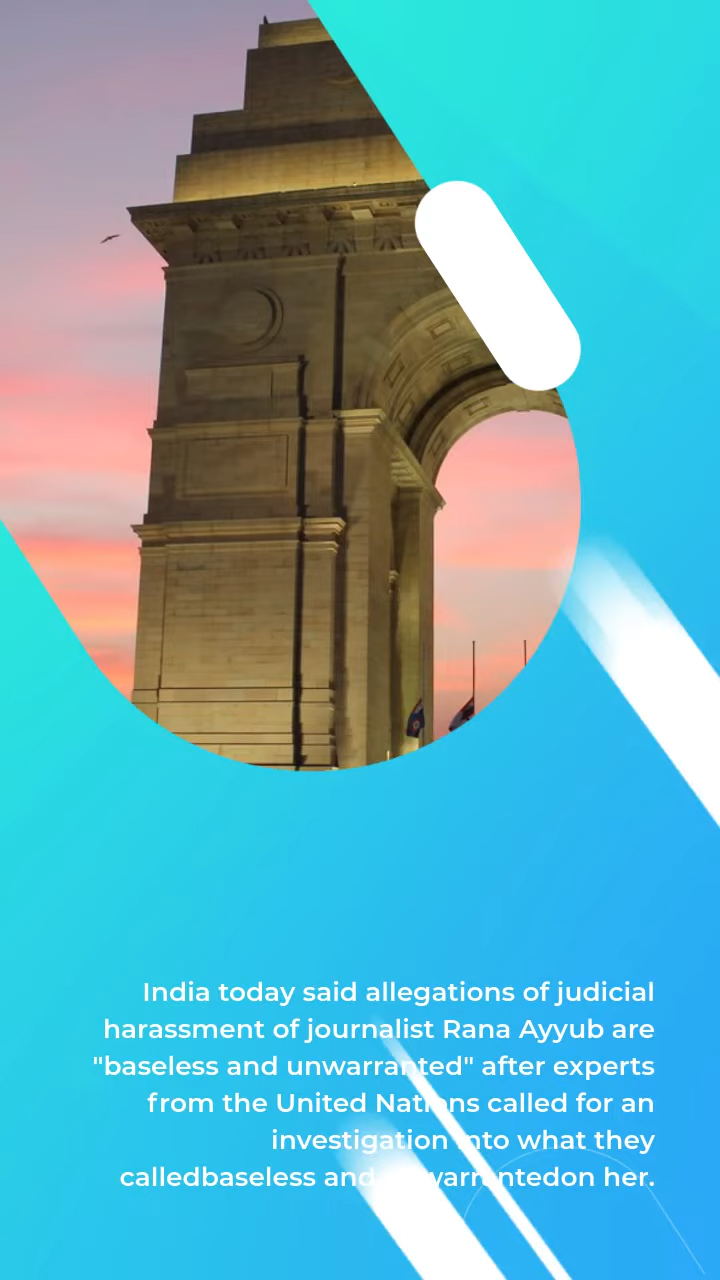 India today said allegations of judicial
harassment of journalist Rana Ayyub are
"baseless and unwarranted" after experts
from the United Nations called for an
investigation into what they
calledbaseless and unwarrantedon her.